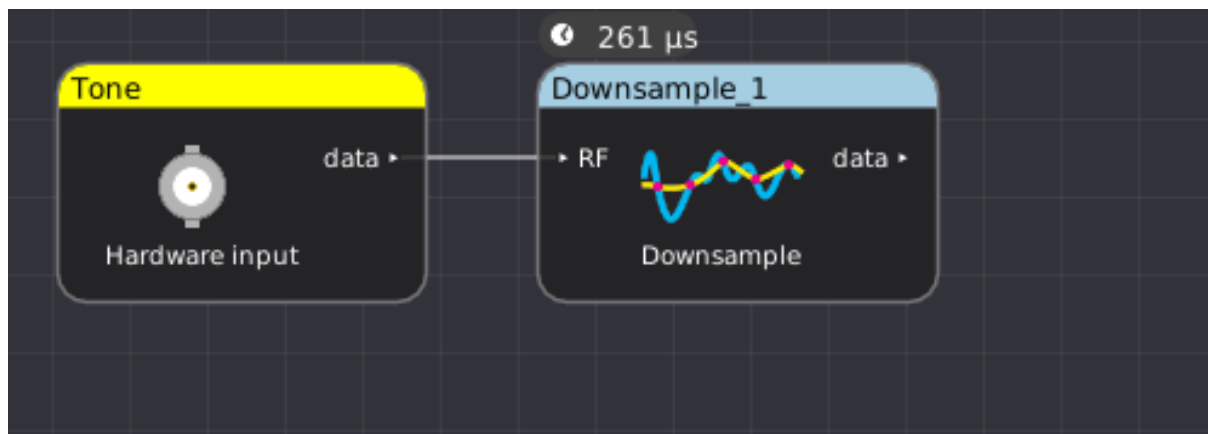 261 µs
Tone
Downsample_1
data
RF
data
Hardware input
Downsample